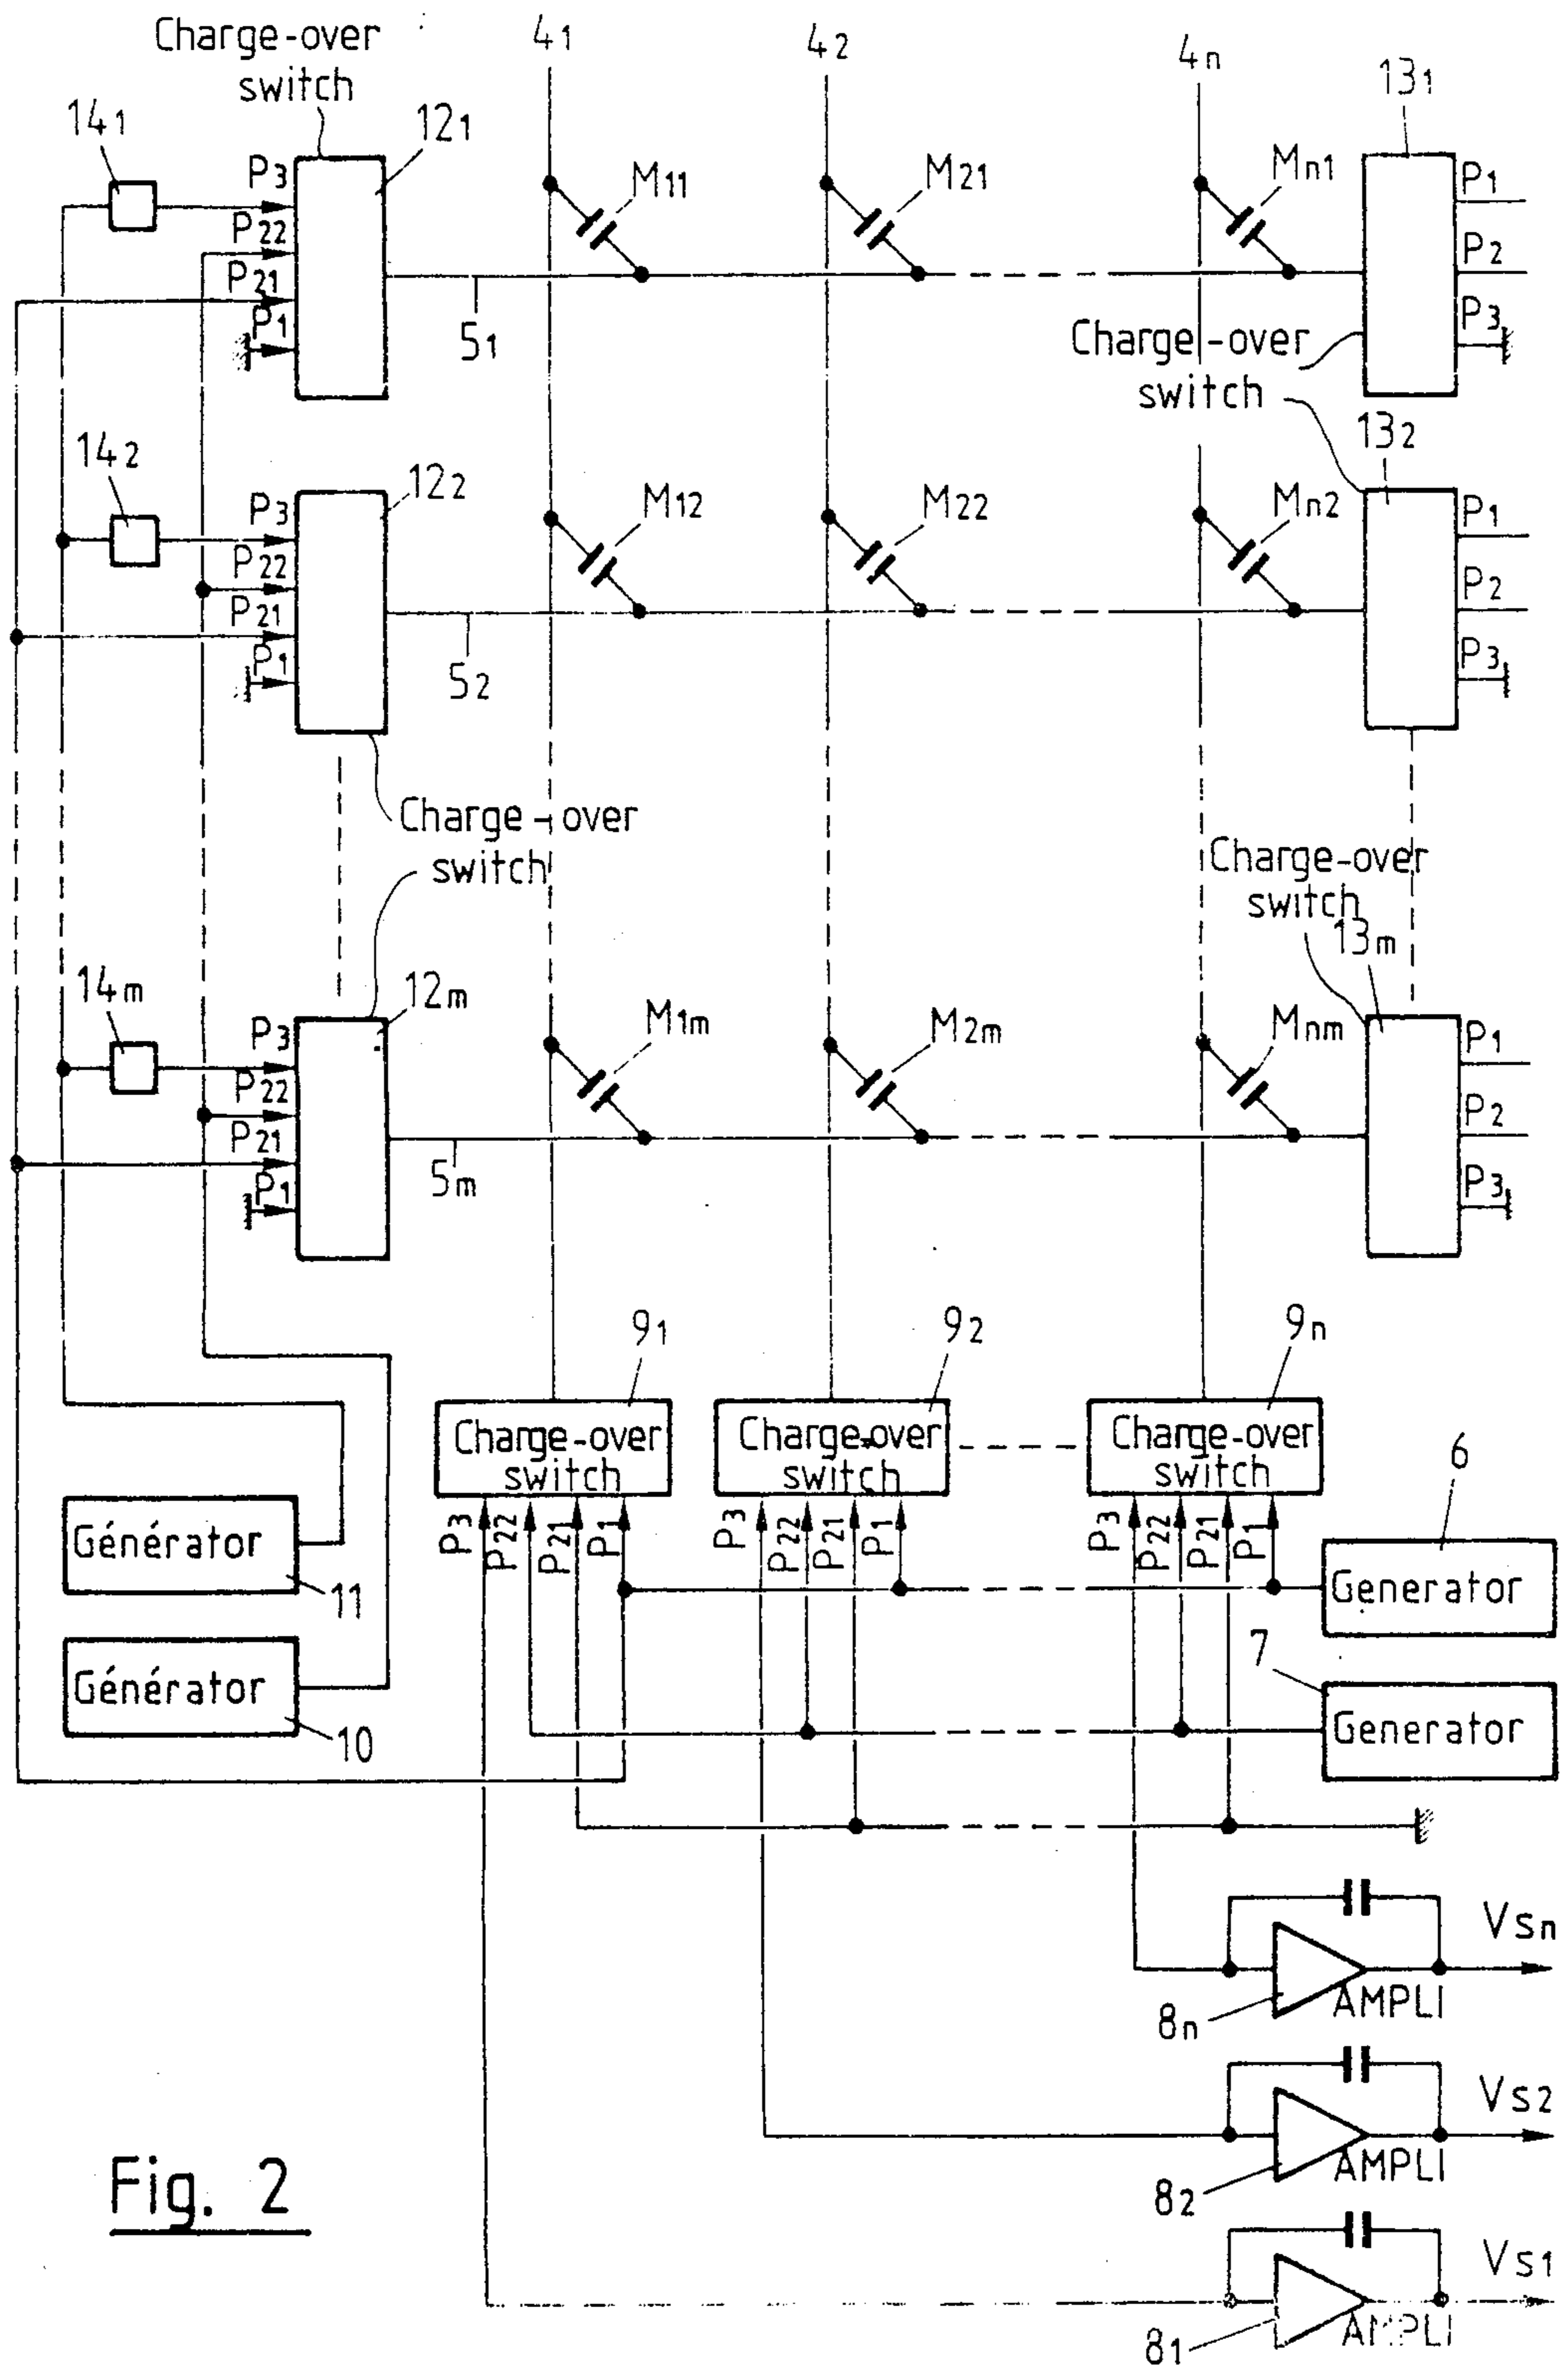 Charge-over
switch
4₁
4₂
4n
13₁
14₁
12₁
P₃
P₂₂
P₂₁
P₁
M₁₁
M₂₁
Mn1
P₁
P₂
P₃
5₁
Charge-over
switch
13₂
14₂
12₂
P₃
P₂₂
P₂₁
P₁
M₁₂
M₂₂
Mn2
P₁
P₂
P₃
5₂
Charge-over
switch
Charge-over
switch
13m
14m
12m
P₃
P₂₂
P₂₁
P₁
M1m
M2m
Mnm
P₁
P₂
P₃
5m
9₁
9₂
9n
Charge-over
switch
Charge-over
switch
Charge-over
switch
6
P₃ P₂₂ P₂₁ P₁
P₃ P₂₂ P₂₁ P₁
P₃ P₂₂ P₂₁ P₁
Générator
11
Generator
7
Générator
10
Generator
VSn
AMPLI
8n
VS2
AMPLI
8₂
VS1
AMPLI
8₁
Fig. 2